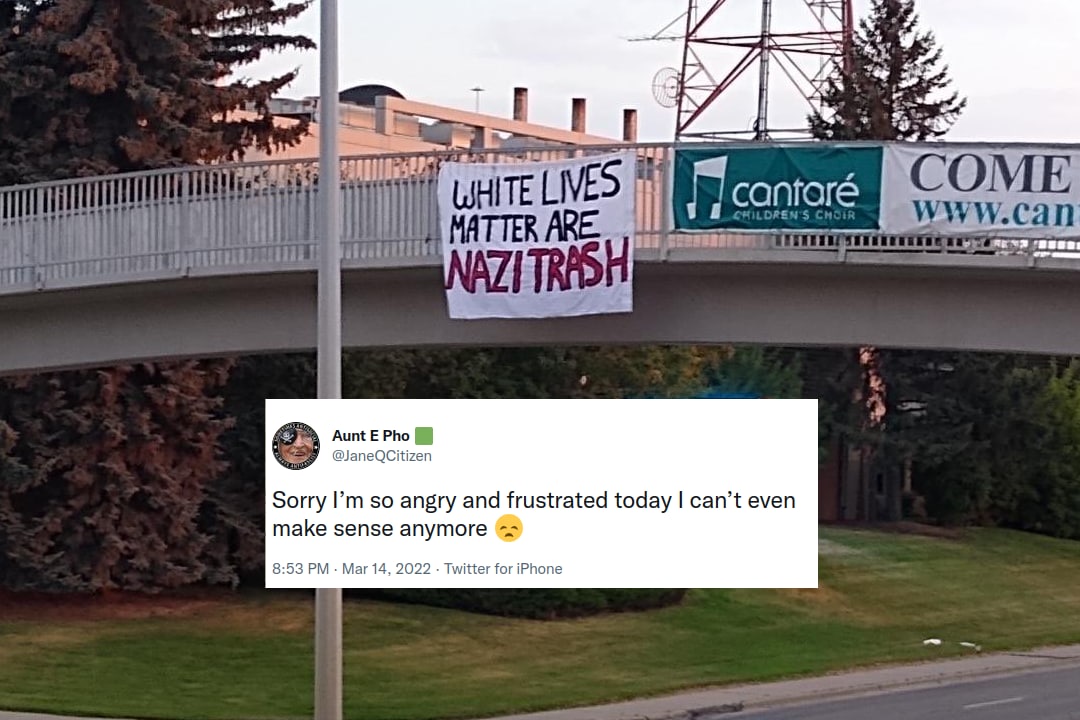 WHITE LIVES
MATTER ARE
NAZI TRASH
cantaré
CHILDREN'S CHOIR
COME
www.can
Aunt E Pho 🟩
@JaneQCitizen
Sorry I’m so angry and frustrated today I can’t even
make sense anymore 😞
8:53 PM · Mar 14, 2022 · Twitter for iPhone